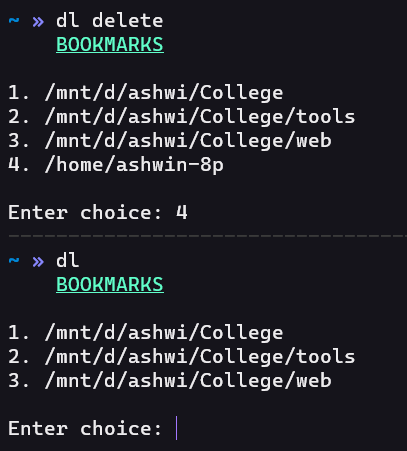 ~ » dl delete
BOOKMARKS
1. /mnt/d/ashwi/College
2. /mnt/d/ashwi/College/tools
3. /mnt/d/ashwi/College/web
4. /home/ashwin-8p
Enter choice: 4
~ » dl
BOOKMARKS
1. /mnt/d/ashwi/College
2. /mnt/d/ashwi/College/tools
3. /mnt/d/ashwi/College/web
Enter choice: